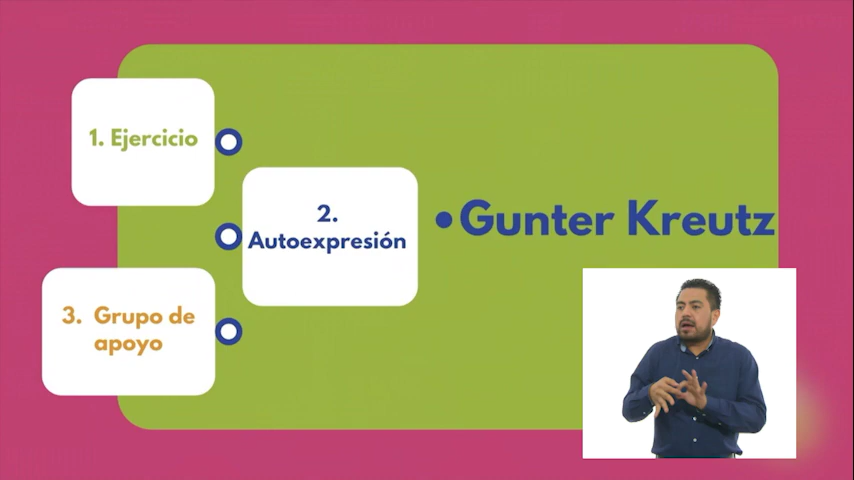 1. Ejercicio
2.
Autoexpresión
•Gunter Kreutz
3. Grupo de
apoyo